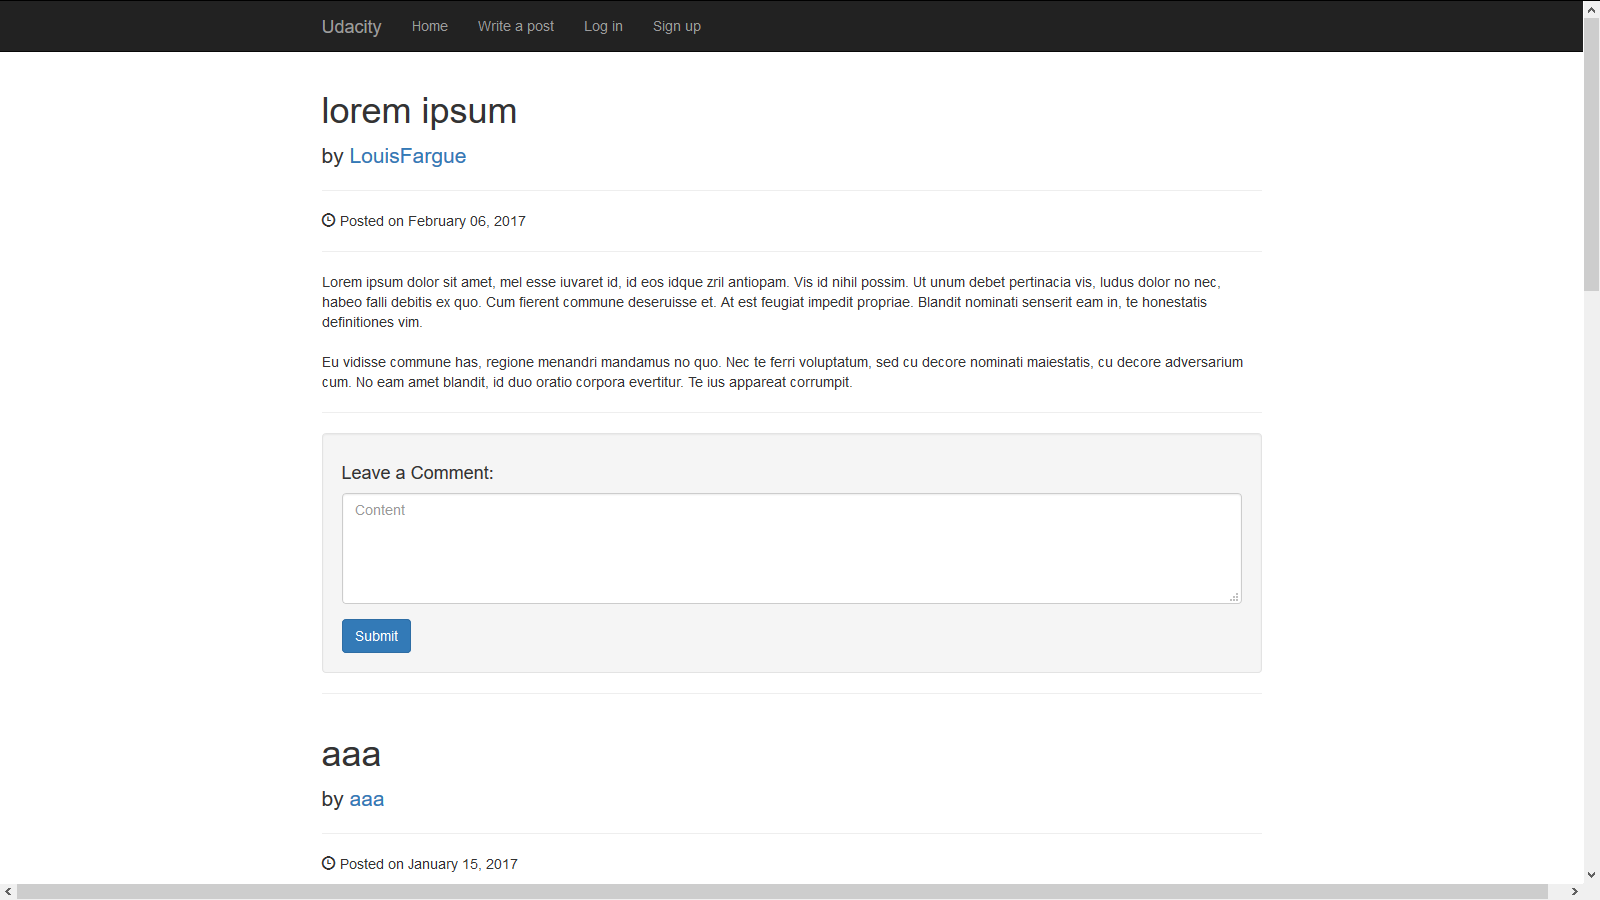 Udacity Home Write a post Log in Sign up
lorem ipsum
by LouisFargue
Posted on February 06, 2017
Lorem ipsum dolor sit amet, mel esse iuvaret id, id eos idque zril antiopam. Vis id nihil possim. Ut unum debet pertinacia vis, ludus dolor no nec,
habeo falli debitis ex quo. Cum fierent commune deseruisse et. At est feugiat impedit propriae. Blandit nominati senserit eam in, te honestatis
definitiones vim.
Eu vidisse commune has, regione menandri mandamus no quo. Nec te ferri voluptatum, sed cu decore nominati maiestatis, cu decore adversarium
cum. No eam amet blandit, id duo oratio corpora evertitur. Te ius appareat corrumpit.
Leave a Comment:
Content
Submit
aaa
by aaa
Posted on January 15, 2017